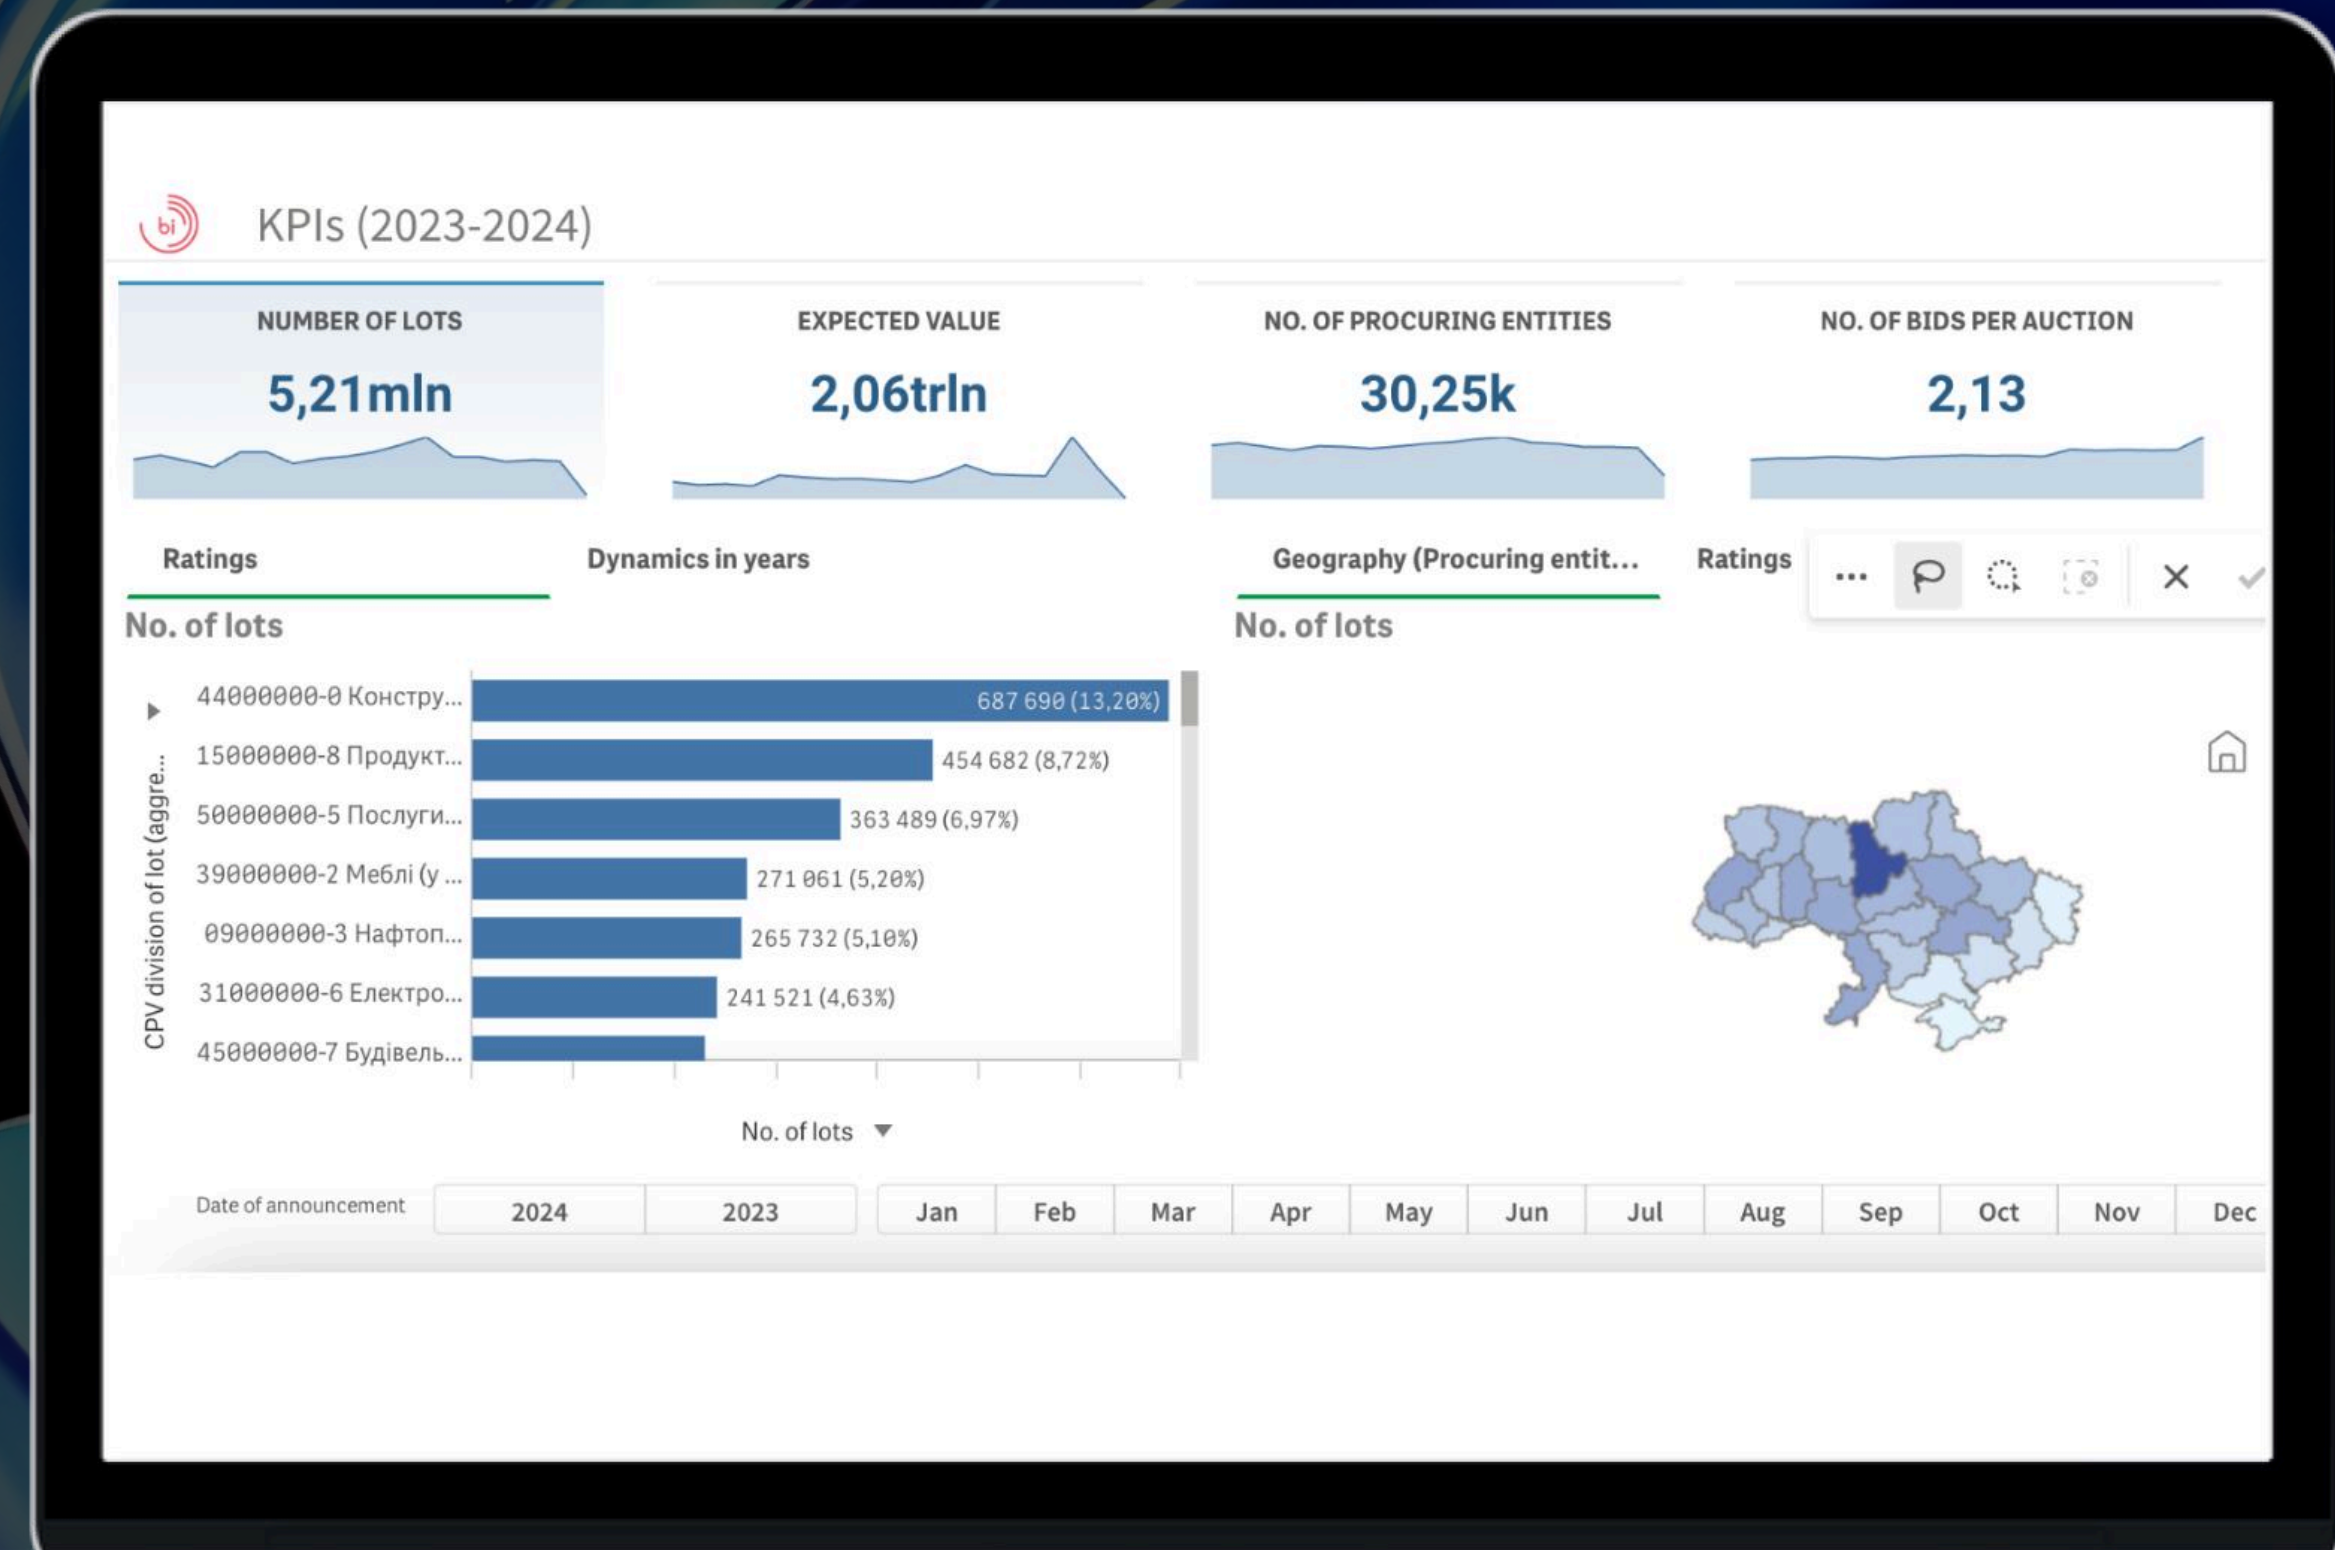 bi
KPIs (2023-2024)
NUMBER OF LOTS
5,21mln
EXPECTED VALUE
2,06trln
NO. OF PROCURING ENTITIES
30,25k
NO. OF BIDS PER AUCTION
2,13
Ratings
Dynamics in years
Geography (Procuring entit...
Ratings
No. of lots
No. of lots
CPV division of lot (aggre...
44000000-0 Констру...
687 690 (13,20%)
15000000-8 Продукт...
454 682 (8,72%)
50000000-5 Послуги...
363 489 (6,97%)
39000000-2 Меблі (у ...
271 061 (5,20%)
09000000-3 Нафтоп...
265 732 (5,10%)
31000000-6 Електро...
241 521 (4,63%)
45000000-7 Будівель...
No. of lots
Date of announcement
2024
2023
Jan
Feb
Mar
Apr
May
Jun
Jul
Aug
Sep
Oct
Nov
Dec